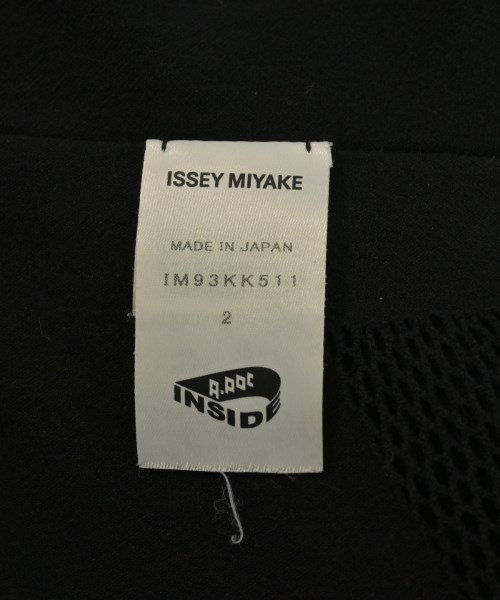 ISSEY MIYAKE
MADE IN JAPAN
IM93KK511
2
A.POC
INSIDE